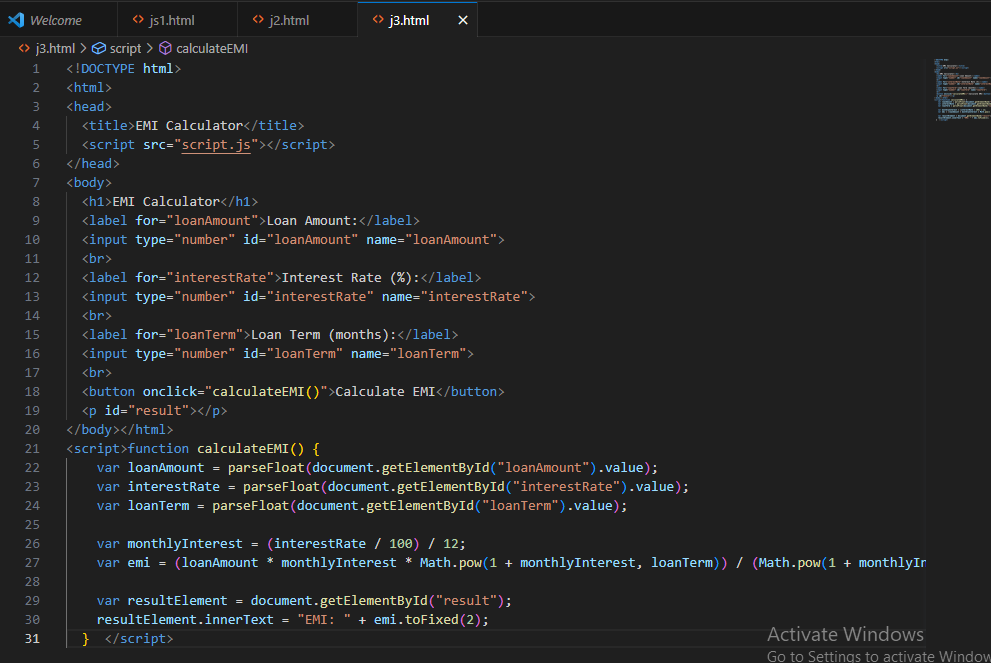 Welcome
js1.html
j2.html
j3.html
j3.html > script > calculateEMI
1 <!DOCTYPE html>
2 <html>
3 <head>
4 <title>EMI Calculator</title>
5 <script src="script.js"></script>
6 </head>
7 <body>
8 <h1>EMI Calculator</h1>
9 <label for="loanAmount">Loan Amount:</label>
10 <input type="number" id="loanAmount" name="loanAmount">
11 <br>
12 <label for="interestRate">Interest Rate (%):</label>
13 <input type="number" id="interestRate" name="interestRate">
14 <br>
15 <label for="loanTerm">Loan Term (months):</label>
16 <input type="number" id="loanTerm" name="loanTerm">
17 <br>
18 <button onclick="calculateEMI()">Calculate EMI</button>
19 <p id="result"></p>
20 </body></html>
21 <script>function calculateEMI() {
22 var loanAmount = parseFloat(document.getElementById("loanAmount").value);
23 var interestRate = parseFloat(document.getElementById("interestRate").value);
24 var loanTerm = parseFloat(document.getElementById("loanTerm").value);
25
26 var monthlyInterest = (interestRate / 100) / 12;
27 var emi = (loanAmount * monthlyInterest * Math.pow(1 + monthlyInterest, loanTerm)) / (Math.pow(1 + monthlyIn
28
29 var resultElement = document.getElementById("result");
30 resultElement.innerText = "EMI: " + emi.toFixed(2);
31 } </script>
Activate Windows
Go to Settings to activate Window